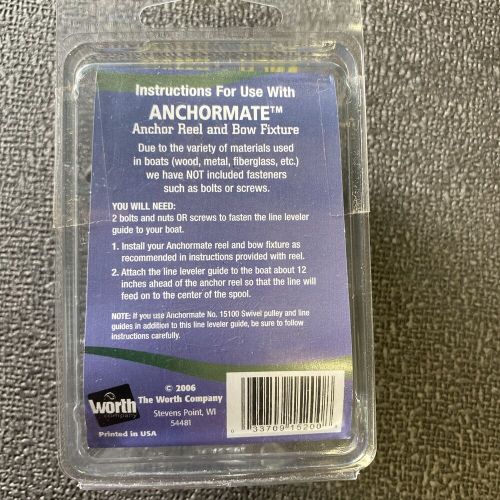 Instructions For Use With
ANCHORMATE™
Anchor Reel and Bow Fixture
Due to the variety of materials used
in boats (wood, metal, fiberglass, etc.)
we have NOT included fasteners
such as bolts or screws.
YOU WILL NEED:
2 bolts and nuts OR screws to fasten the line leveler
guide to your boat.
1. Install your Anchormate reel and bow fixture as
recommended in instructions provided with reel.
2. Attach the line leveler guide to the boat about 12
inches ahead of the anchor reel so that the line will
feed on to the center of the spool.
NOTE: If you use Anchormate No. 15100 Swivel pulley and line
guides in addition to this line leveler guide, be sure to follow
instructions carefully.
© 2006
The Worth Company
Stevens Point, WI
54481
Worth
company
Printed in USA
0 33709 15200